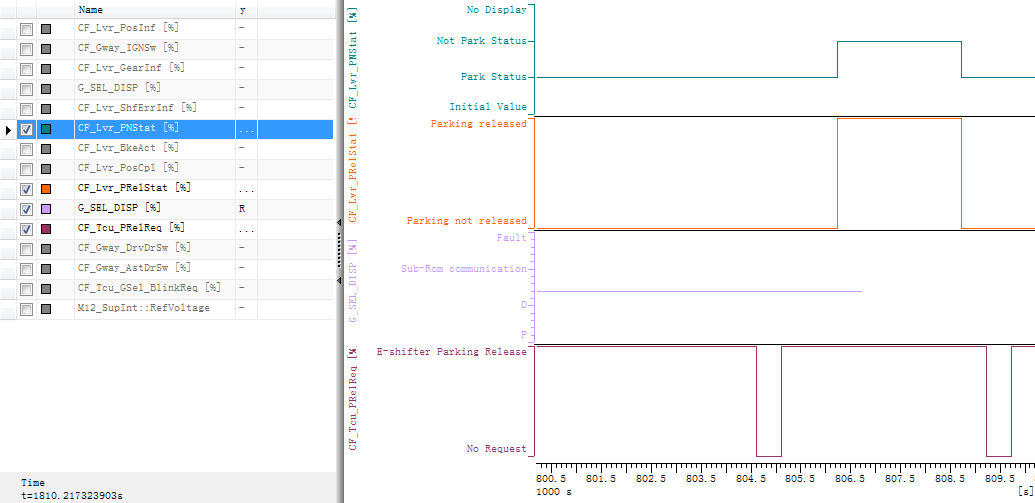 Name y
CF_Lvr_PosInf [%] -
CF_Gway_IGNSw [%] -
CF_Lvr_GearInf [%] -
G_SEL_DISP [%] -
CF_Lvr_ShfErrInf [%] -
CF_Lvr_PNStat [%] ...
CF_Lvr_BkeAct [%] -
CF_Lvr_PosCpl [%] -
CF_Lvr_PRelStat [%] ...
G_SEL_DISP [%] R
CF_Tcu_PRelReq [%] ...
CF_Gway_DrvDrSw [%] -
CF_Gway_AstDrSw [%] -
CF_Tcu_GSel_BlinkReq [%] -
M12_SupInt::RefVoltage -
Time
t=1810.217323903s
CF_Lvr_PNStat [%]
No Display
Not Park Status
Park Status
Initial Value
CF_Lvr_PRelStat
Parking released
Parking not released
G_SEL_DISP [%]
Fault
Sub-Rom communication
D
P
CF_Tcu_PRelReq [%
E-shifter Parking Release
No Request
800.5 801.5 802.5 803.5 804.5 805.5 806.5 807.5 808.5 809.5
1000 s [s]